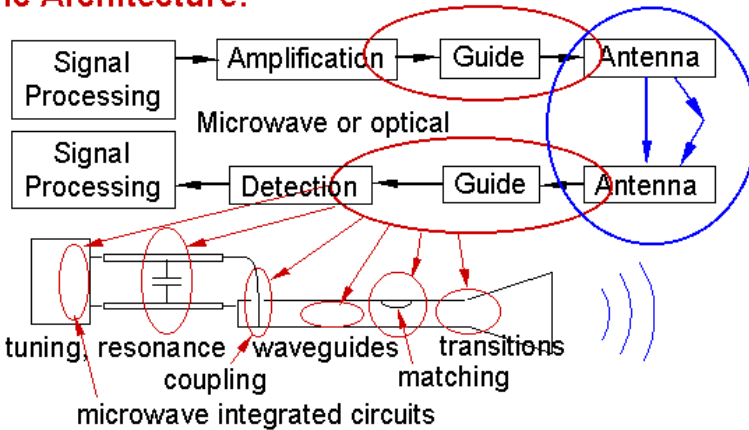 Architecture:
Signal
Processing
Amplification
Guide
Antenna
Microwave or optical
Signal
Processing
Detection
Guide
Antenna
tuning, resonance waveguides transitions
coupling matching
microwave integrated circuits